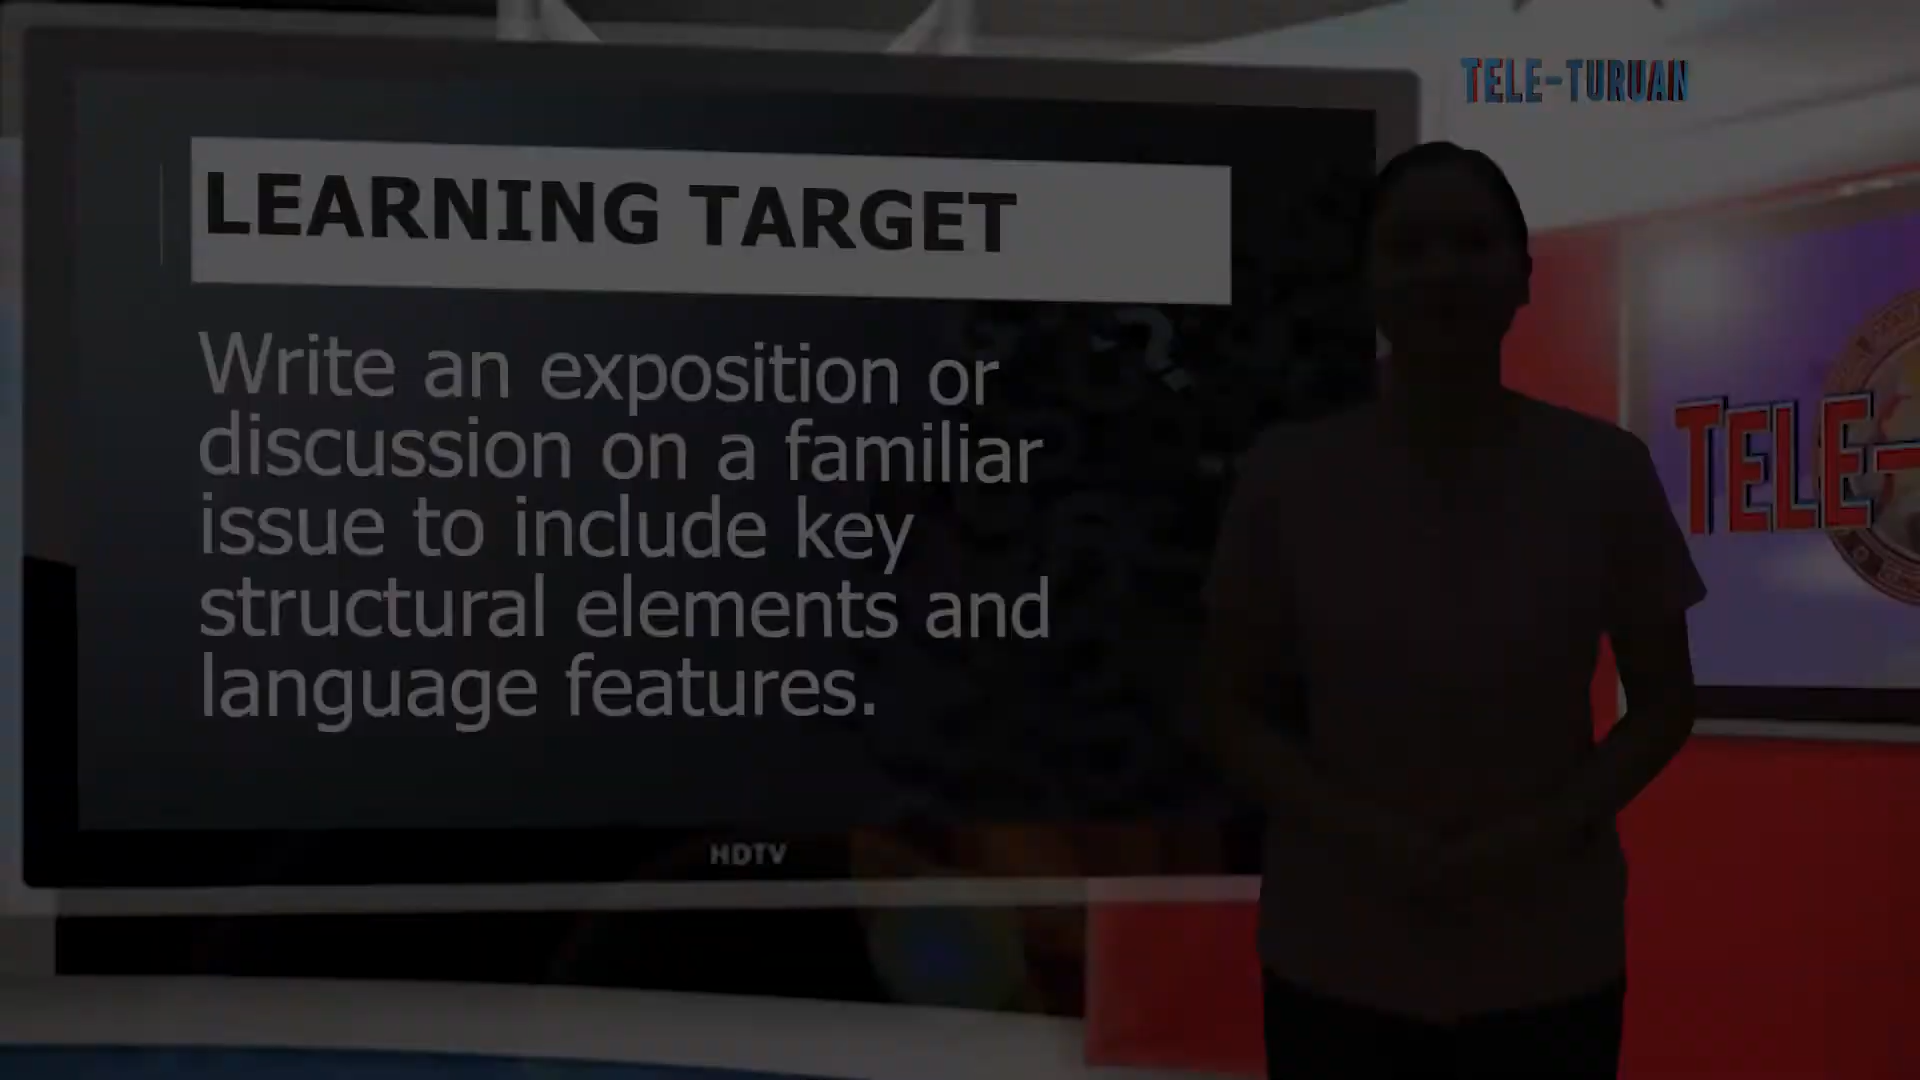 TELE-TURUAN
LEARNING TARGET
Write an exposition or
discussion on a familiar
issue to include key
structural elements and
language features.
TELE-
HDTV